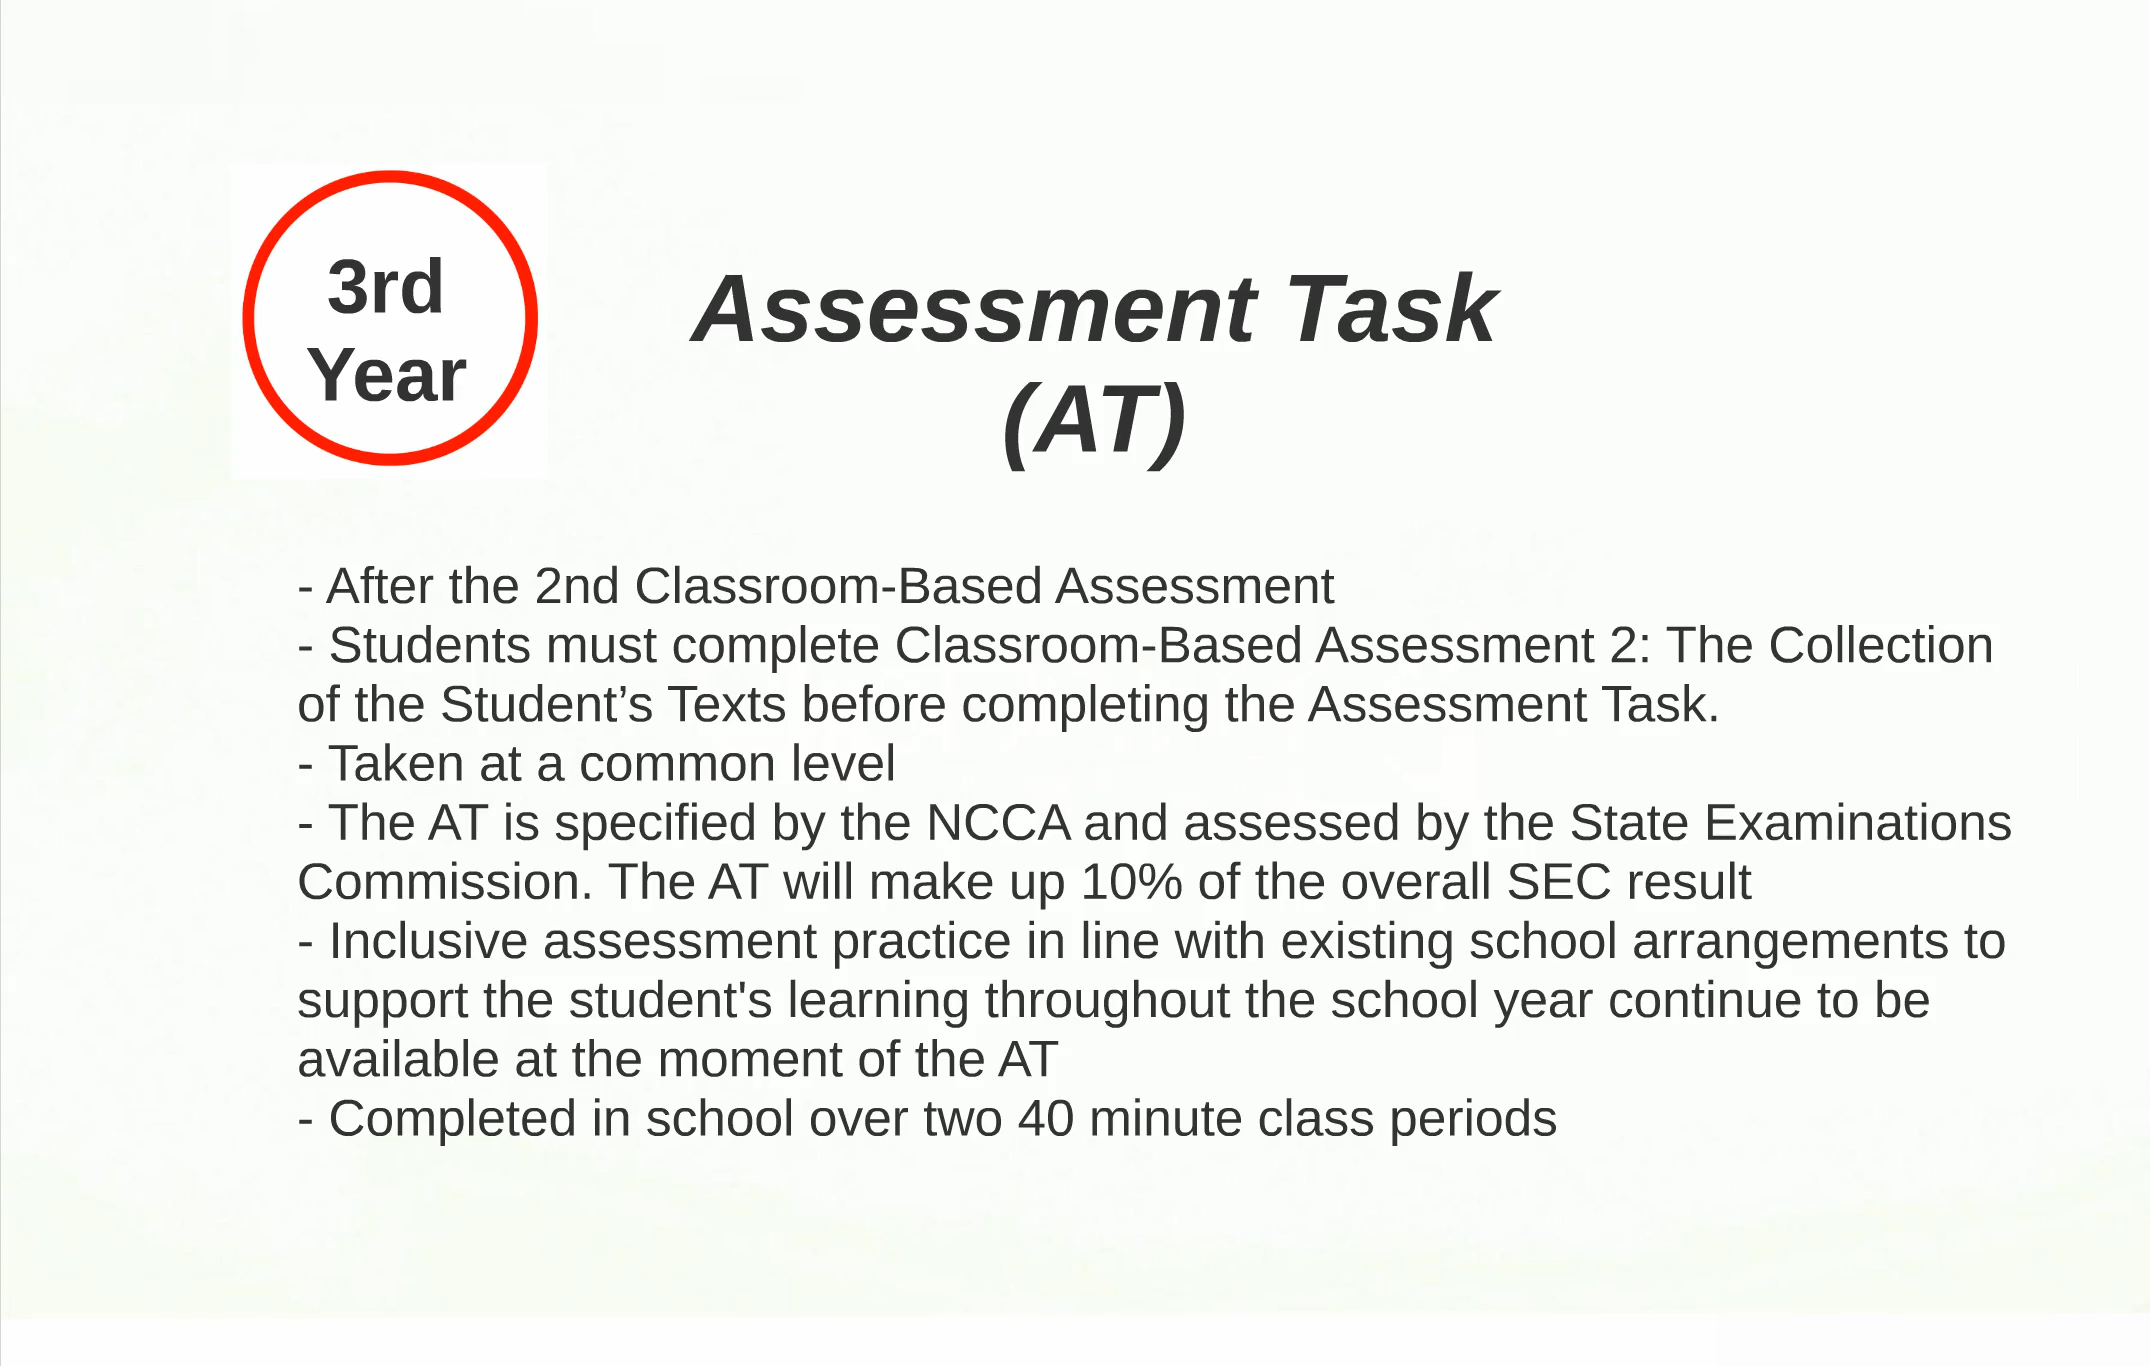 3rd
Year
Assessment Task
(AT)
- After the 2nd Classroom-Based Assessment
- Students must complete Classroom-Based Assessment 2: The Collection
of the Student’s Texts before completing the Assessment Task.
- Taken at a common level
- The AT is specified by the NCCA and assessed by the State Examinations
Commission. The AT will make up 10% of the overall SEC result
- Inclusive assessment practice in line with existing school arrangements to
support the student's learning throughout the school year continue to be
available at the moment of the AT
- Completed in school over two 40 minute class periods